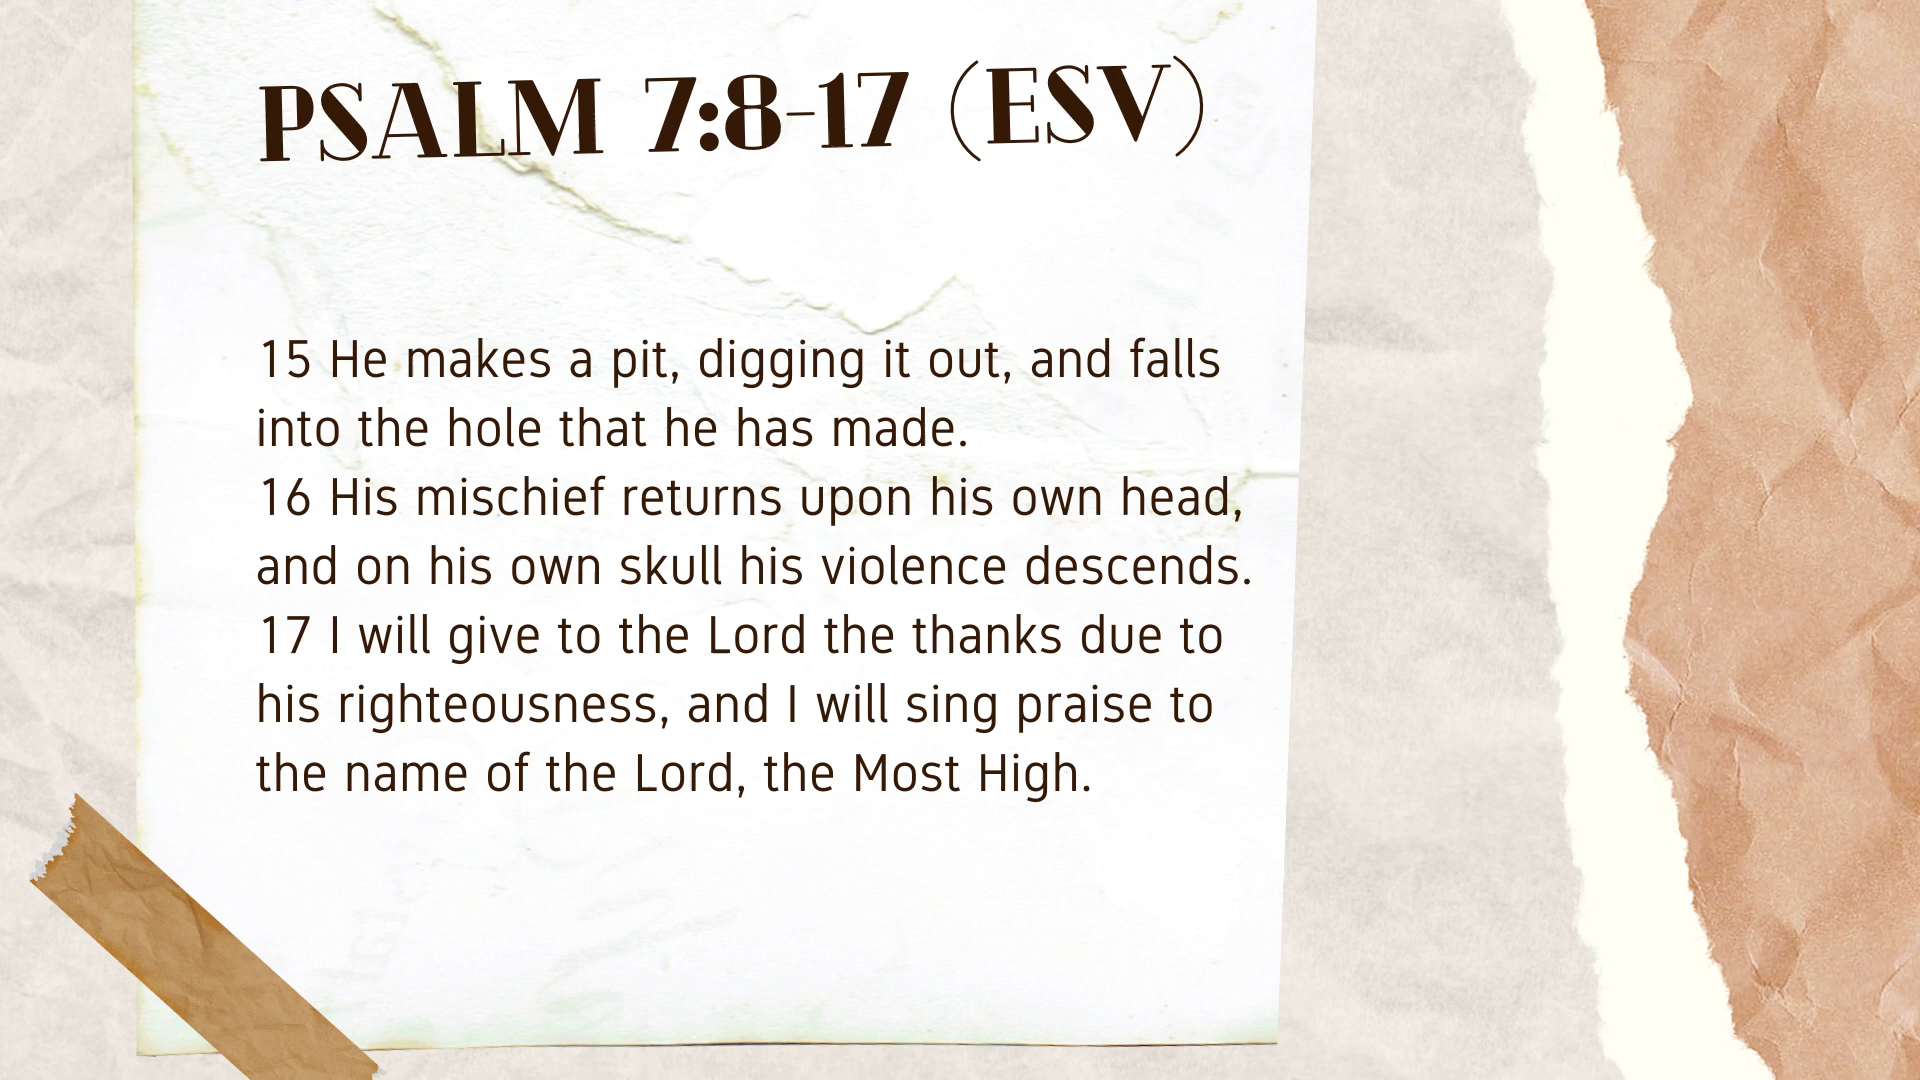 PSALM 7:8-17 (ESV)
15 He makes a pit, digging it out, and falls
into the hole that he has made.
16 His mischief returns upon his own head,
and on his own skull his violence descends.
17 I will give to the Lord the thanks due to
his righteousness, and I will sing praise to
the name of the Lord, the Most High.